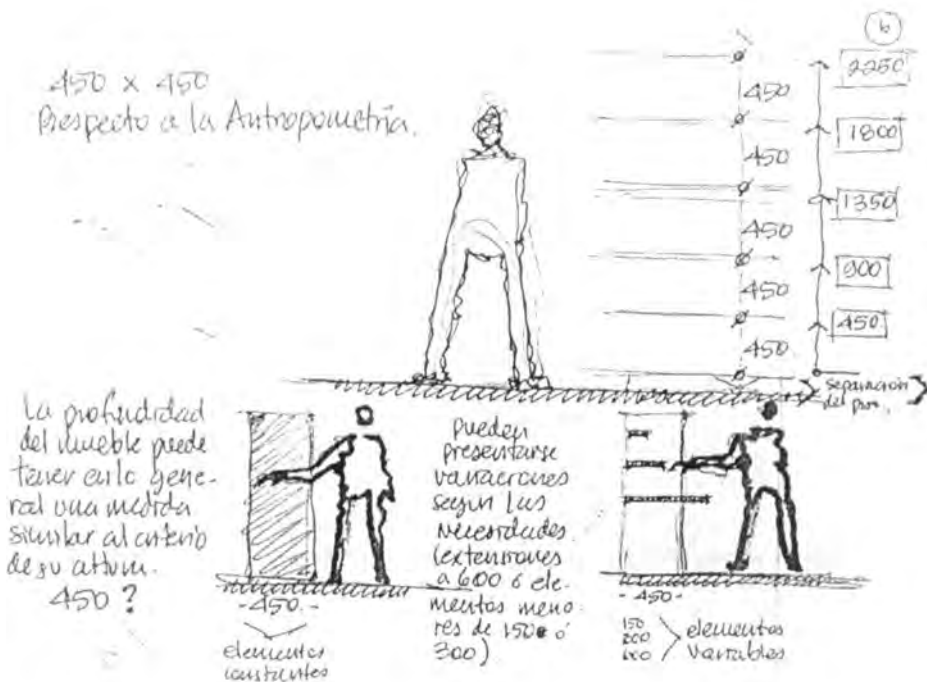 450 x 450
Respecto a la Antropometría.
b
2250
450
1800
450
1350
450
900
450
450
450
Separación
del piso.
La profundidad
del mueble puede
tener en lo gene-
ral una medida
similar al criterio
de su altura.
450 ?
-450.-
elementos
constantes
Pueden
presentarse
variaciones
según las
necesidades.
(extensiones
a 600 ó ele-
mentos meno-
res de 150 ó
300)
-450-
150
200
600
elementos
variables